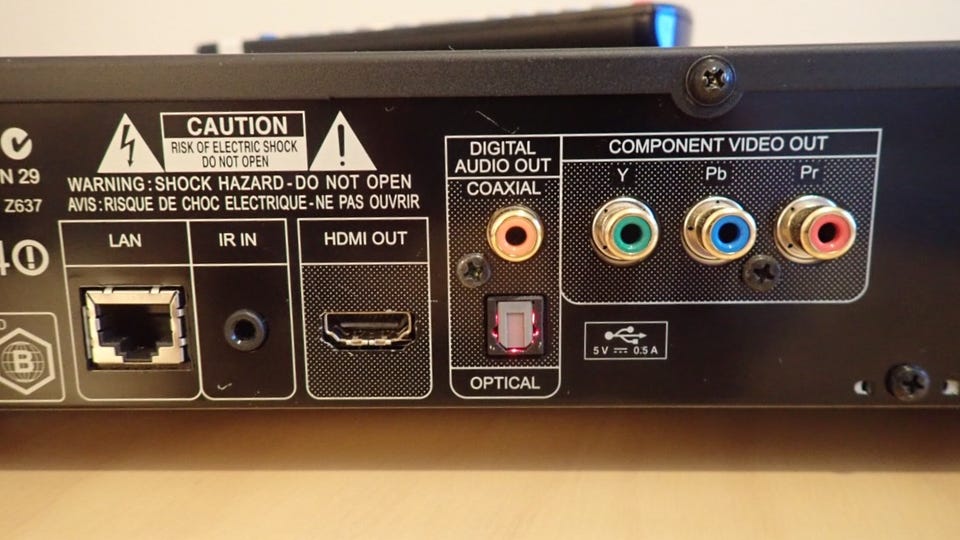 CAUTION
RISK OF ELECTRIC SHOCK
DO NOT OPEN
WARNING : SHOCK HAZARD - DO NOT OPEN
AVIS : RISQUE DE CHOC ELECTRIQUE - NE PAS OUVRIR
N 29
Z637
LAN
IR IN
HDMI OUT
DIGITAL
AUDIO OUT
COAXIAL
OPTICAL
COMPONENT VIDEO OUT
Y Pb Pr
5 V ⎓ 0.5 A
B